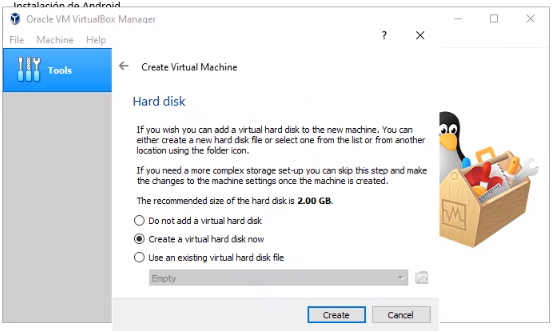 Instalación de Android
Oracle VM VirtualBox Manager
File Machine Help
?
Tools
Create Virtual Machine
Hard disk
If you wish you can add a virtual hard disk to the new machine. You can
either create a new hard disk file or select one from the list or from another
location using the folder icon.
If you need a more complex storage set-up you can skip this step and make
the changes to the machine settings once the machine is created.
The recommended size of the hard disk is 2.00 GB.
Do not add a virtual hard disk
Create a virtual hard disk now
Use an existing virtual hard disk file
Empty
Create Cancel